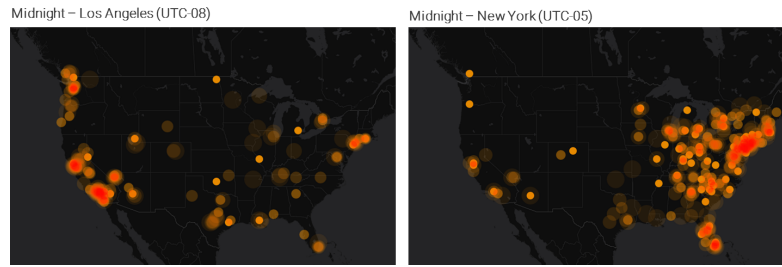 Midnight – Los Angeles (UTC-08)
Midnight – New York (UTC-05)